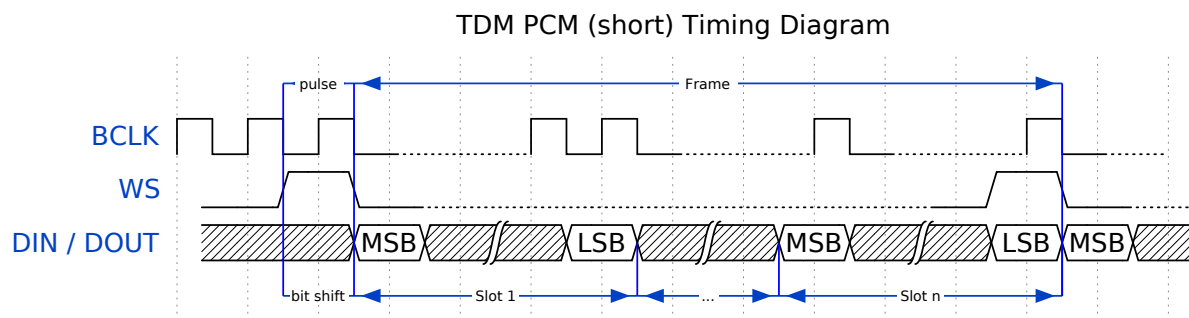 TDM PCM (short) Timing Diagram
pulse Frame
BCLK
WS
DIN / DOUT MSB LSB MSB LSB MSB
bit shift Slot 1 ... Slot n